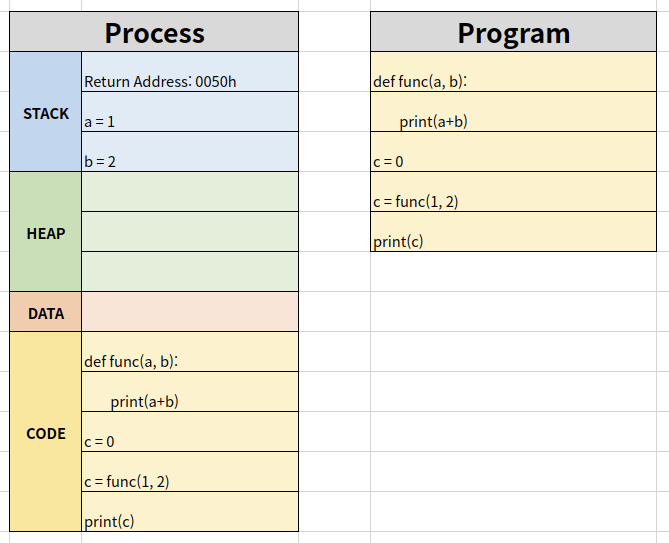 Process
STACK
Return Address: 0050h
a = 1
b = 2
HEAP
DATA
CODE
def func(a, b):
print(a+b)
c = 0
c = func(1, 2)
print(c)
Program
def func(a, b):
print(a+b)
c = 0
c = func(1, 2)
print(c)